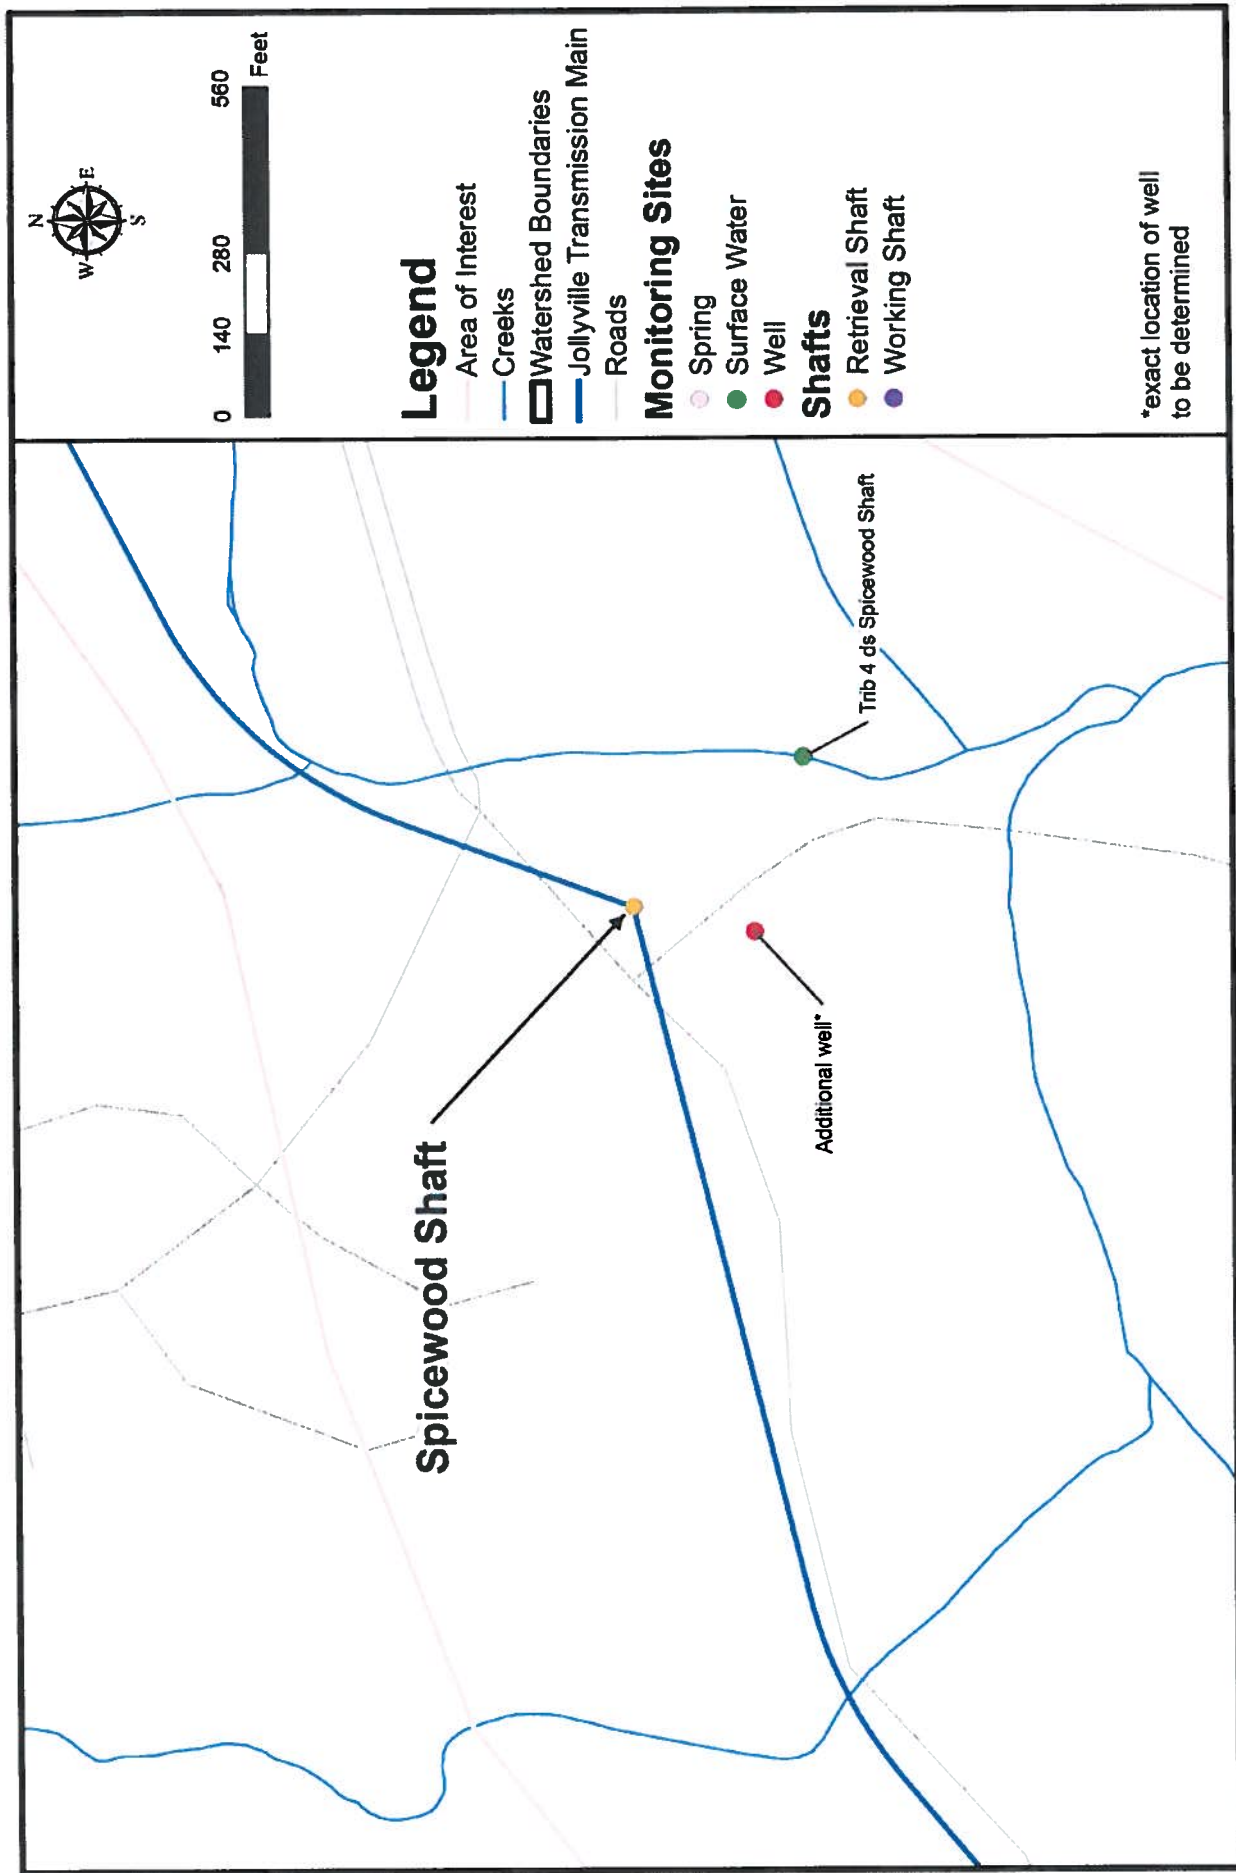 N
W
E
S
0
140
280
560
Feet
Legend
Area of Interest
Creeks
Watershed Boundaries
Jollyville Transmission Main
Roads
Monitoring Sites
Spring
Surface Water
Well
Shafts
Retrieval Shaft
Working Shaft
*exact location of well
to be determined
Spicewood Shaft
Trib 4 ds Spicewood Shaft
Additional well*